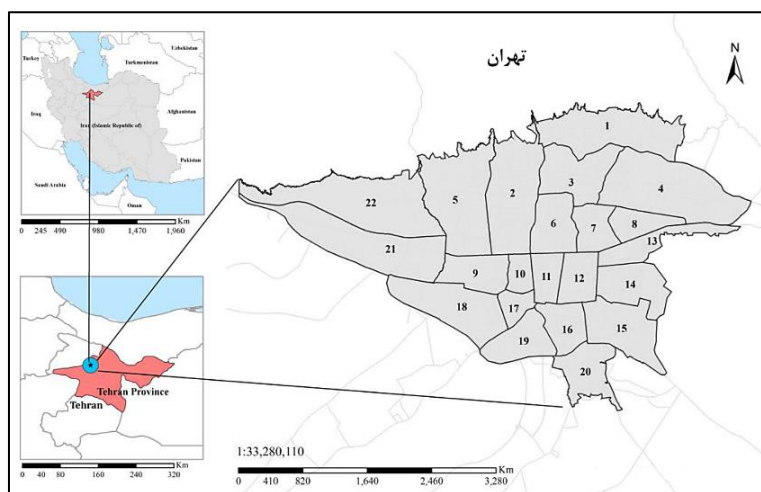 Uzbekistan
Turkey
Turkmenistan
Iraq
Iran (Islamic Republic of)
Afghanistan
Pakistan
Saudi Arabia
Oman
Km
0 245 490 980 1,470 1,960
Tehran Province
Tehran
Km
0 40 80 160 240 320
تهران
N
1
2
3
4
5
6
7
8
9
10
11
12
13
14
15
16
17
18
19
20
21
22
1:33,280,110
Km
0 410 820 1,640 2,460 3,280